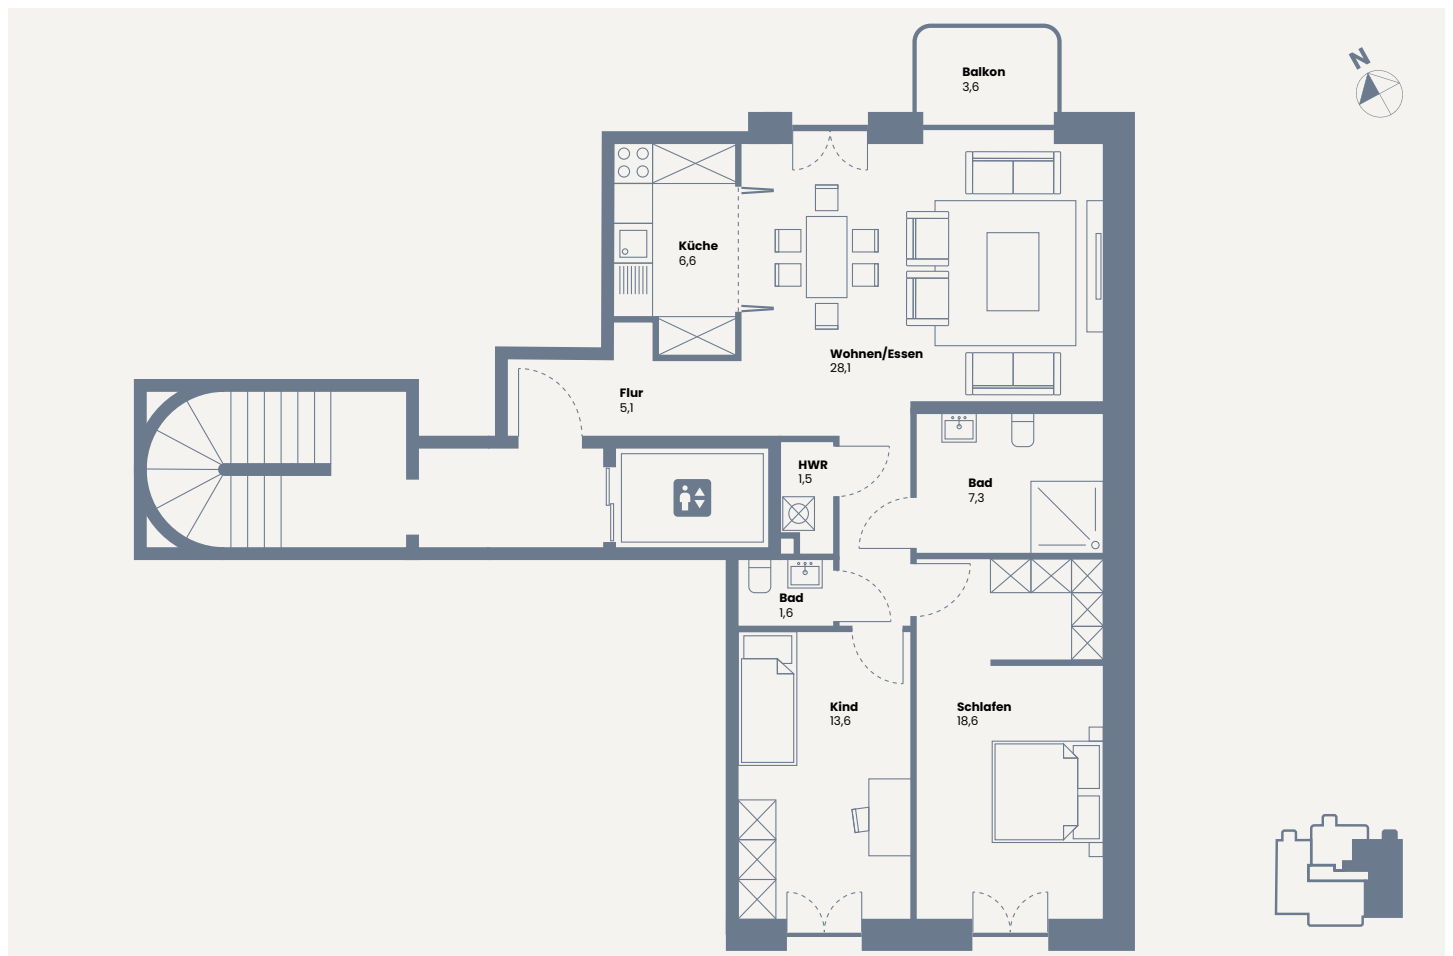 N
Balkon
3,6
Küche
6,6
Wohnen/Essen
28,1
Flur
5,1
HWR
1,5
Bad
7,3
Bad
1,6
Kind
13,6
Schlafen
18,6